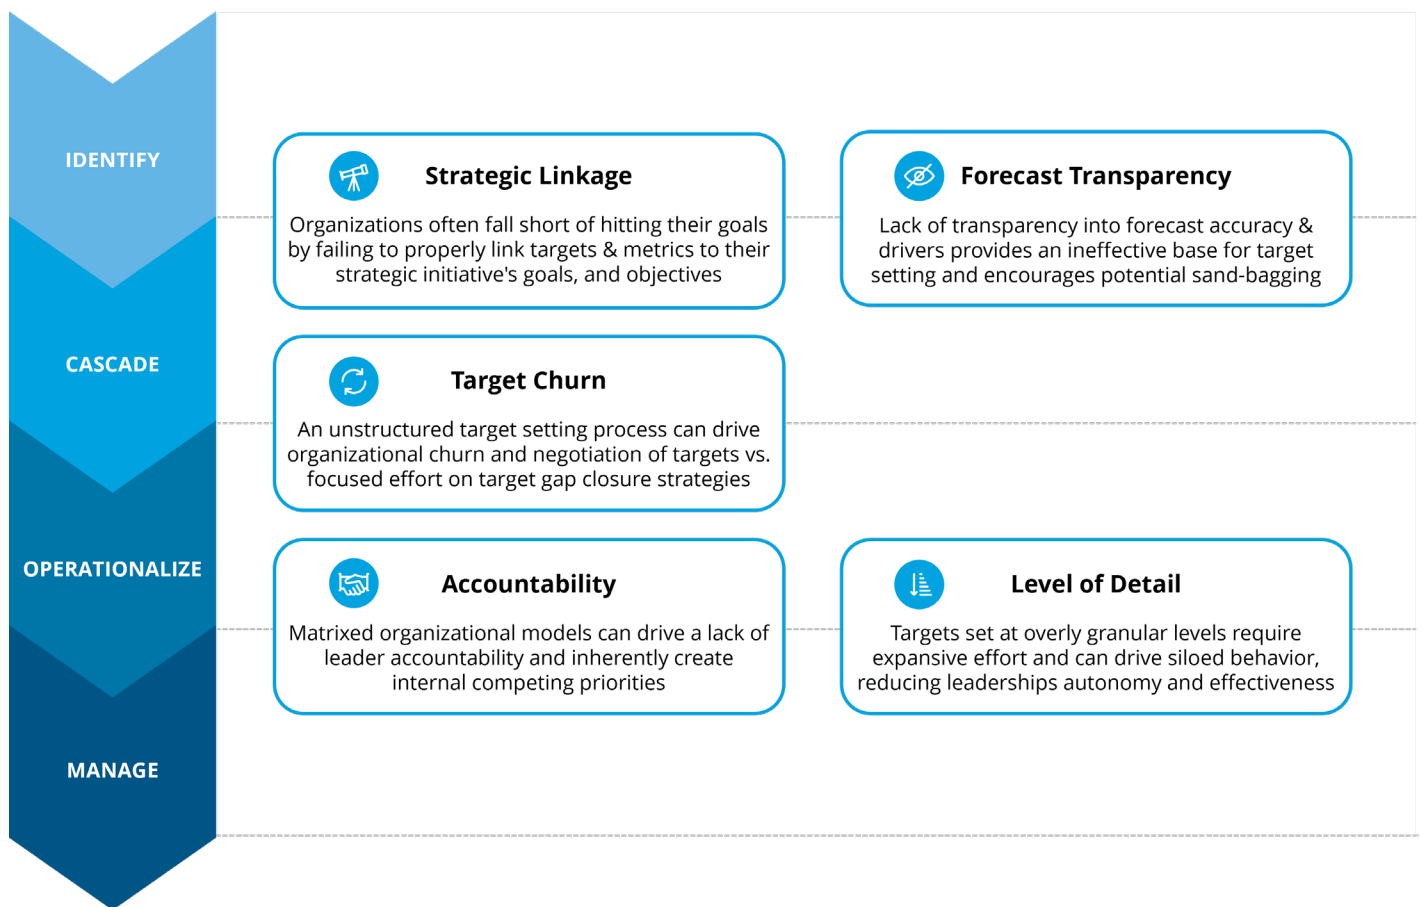 IDENTIFY
Strategic Linkage
Organizations often fall short of hitting their goals
by failing to properly link targets & metrics to their
strategic initiative's goals, and objectives
Forecast Transparency
Lack of transparency into forecast accuracy &
drivers provides an ineffective base for target
setting and encourages potential sand-bagging
CASCADE
Target Churn
An unstructured target setting process can drive
organizational churn and negotiation of targets vs.
focused effort on target gap closure strategies
OPERATIONALIZE
Accountability
Matrixed organizational models can drive a lack of
leader accountability and inherently create
internal competing priorities
Level of Detail
Targets set at overly granular levels require
expansive effort and can drive siloed behavior,
reducing leaderships autonomy and effectiveness
MANAGE